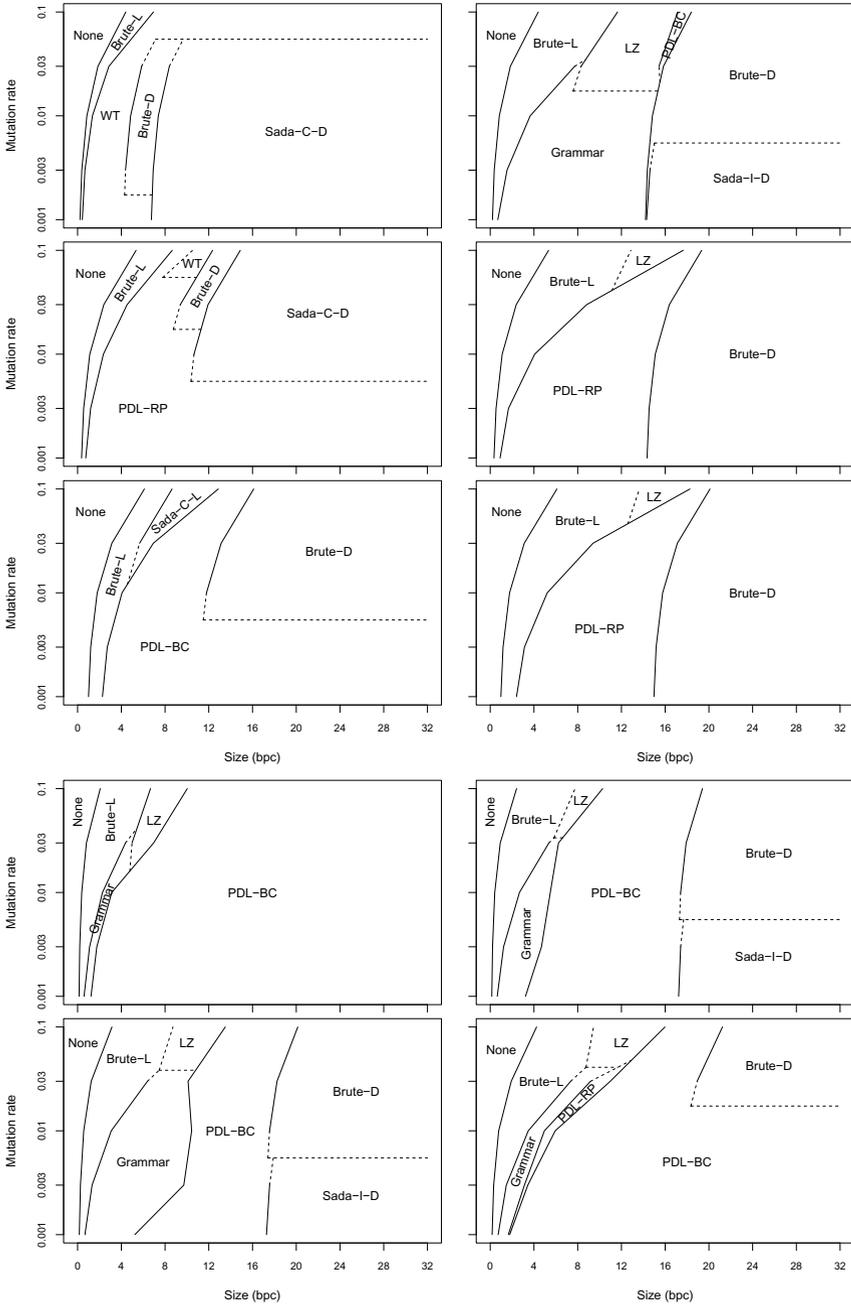 Mutation rate
0.1
0.03
0.01
0.003
0.001
None
Brute−L
WT
Brute−D
Sada−C−D
None
Brute−L
LZ
PDL−BC
Brute−D
Grammar
Sada−I−D
Mutation rate
0.1
0.03
0.01
0.003
0.001
None
Brute−L
WT
Brute−D
Sada−C−D
PDL−RP
None
Brute−L
LZ
Brute−D
PDL−RP
Mutation rate
0.1
0.03
0.01
0.003
0.001
None
Brute−L
Sada−C−L
Brute−D
PDL−BC
0 4 8 12 16 20 24 28 32
Size (bpc)
None
Brute−L
LZ
Brute−D
PDL−RP
0 4 8 12 16 20 24 28 32
Size (bpc)
Mutation rate
0.1
0.03
0.01
0.003
0.001
None
Brute−L
LZ
Grammar
PDL−BC
None
Brute−L
LZ
Grammar
PDL−BC
Brute−D
Sada−I−D
Mutation rate
0.1
0.03
0.01
0.003
0.001
None
Brute−L
LZ
Grammar
PDL−BC
Brute−D
Sada−I−D
0 4 8 12 16 20 24 28 32
Size (bpc)
None
Brute−L
LZ
Grammar
PDL−RP
Brute−D
PDL−BC
0 4 8 12 16 20 24 28 32
Size (bpc)